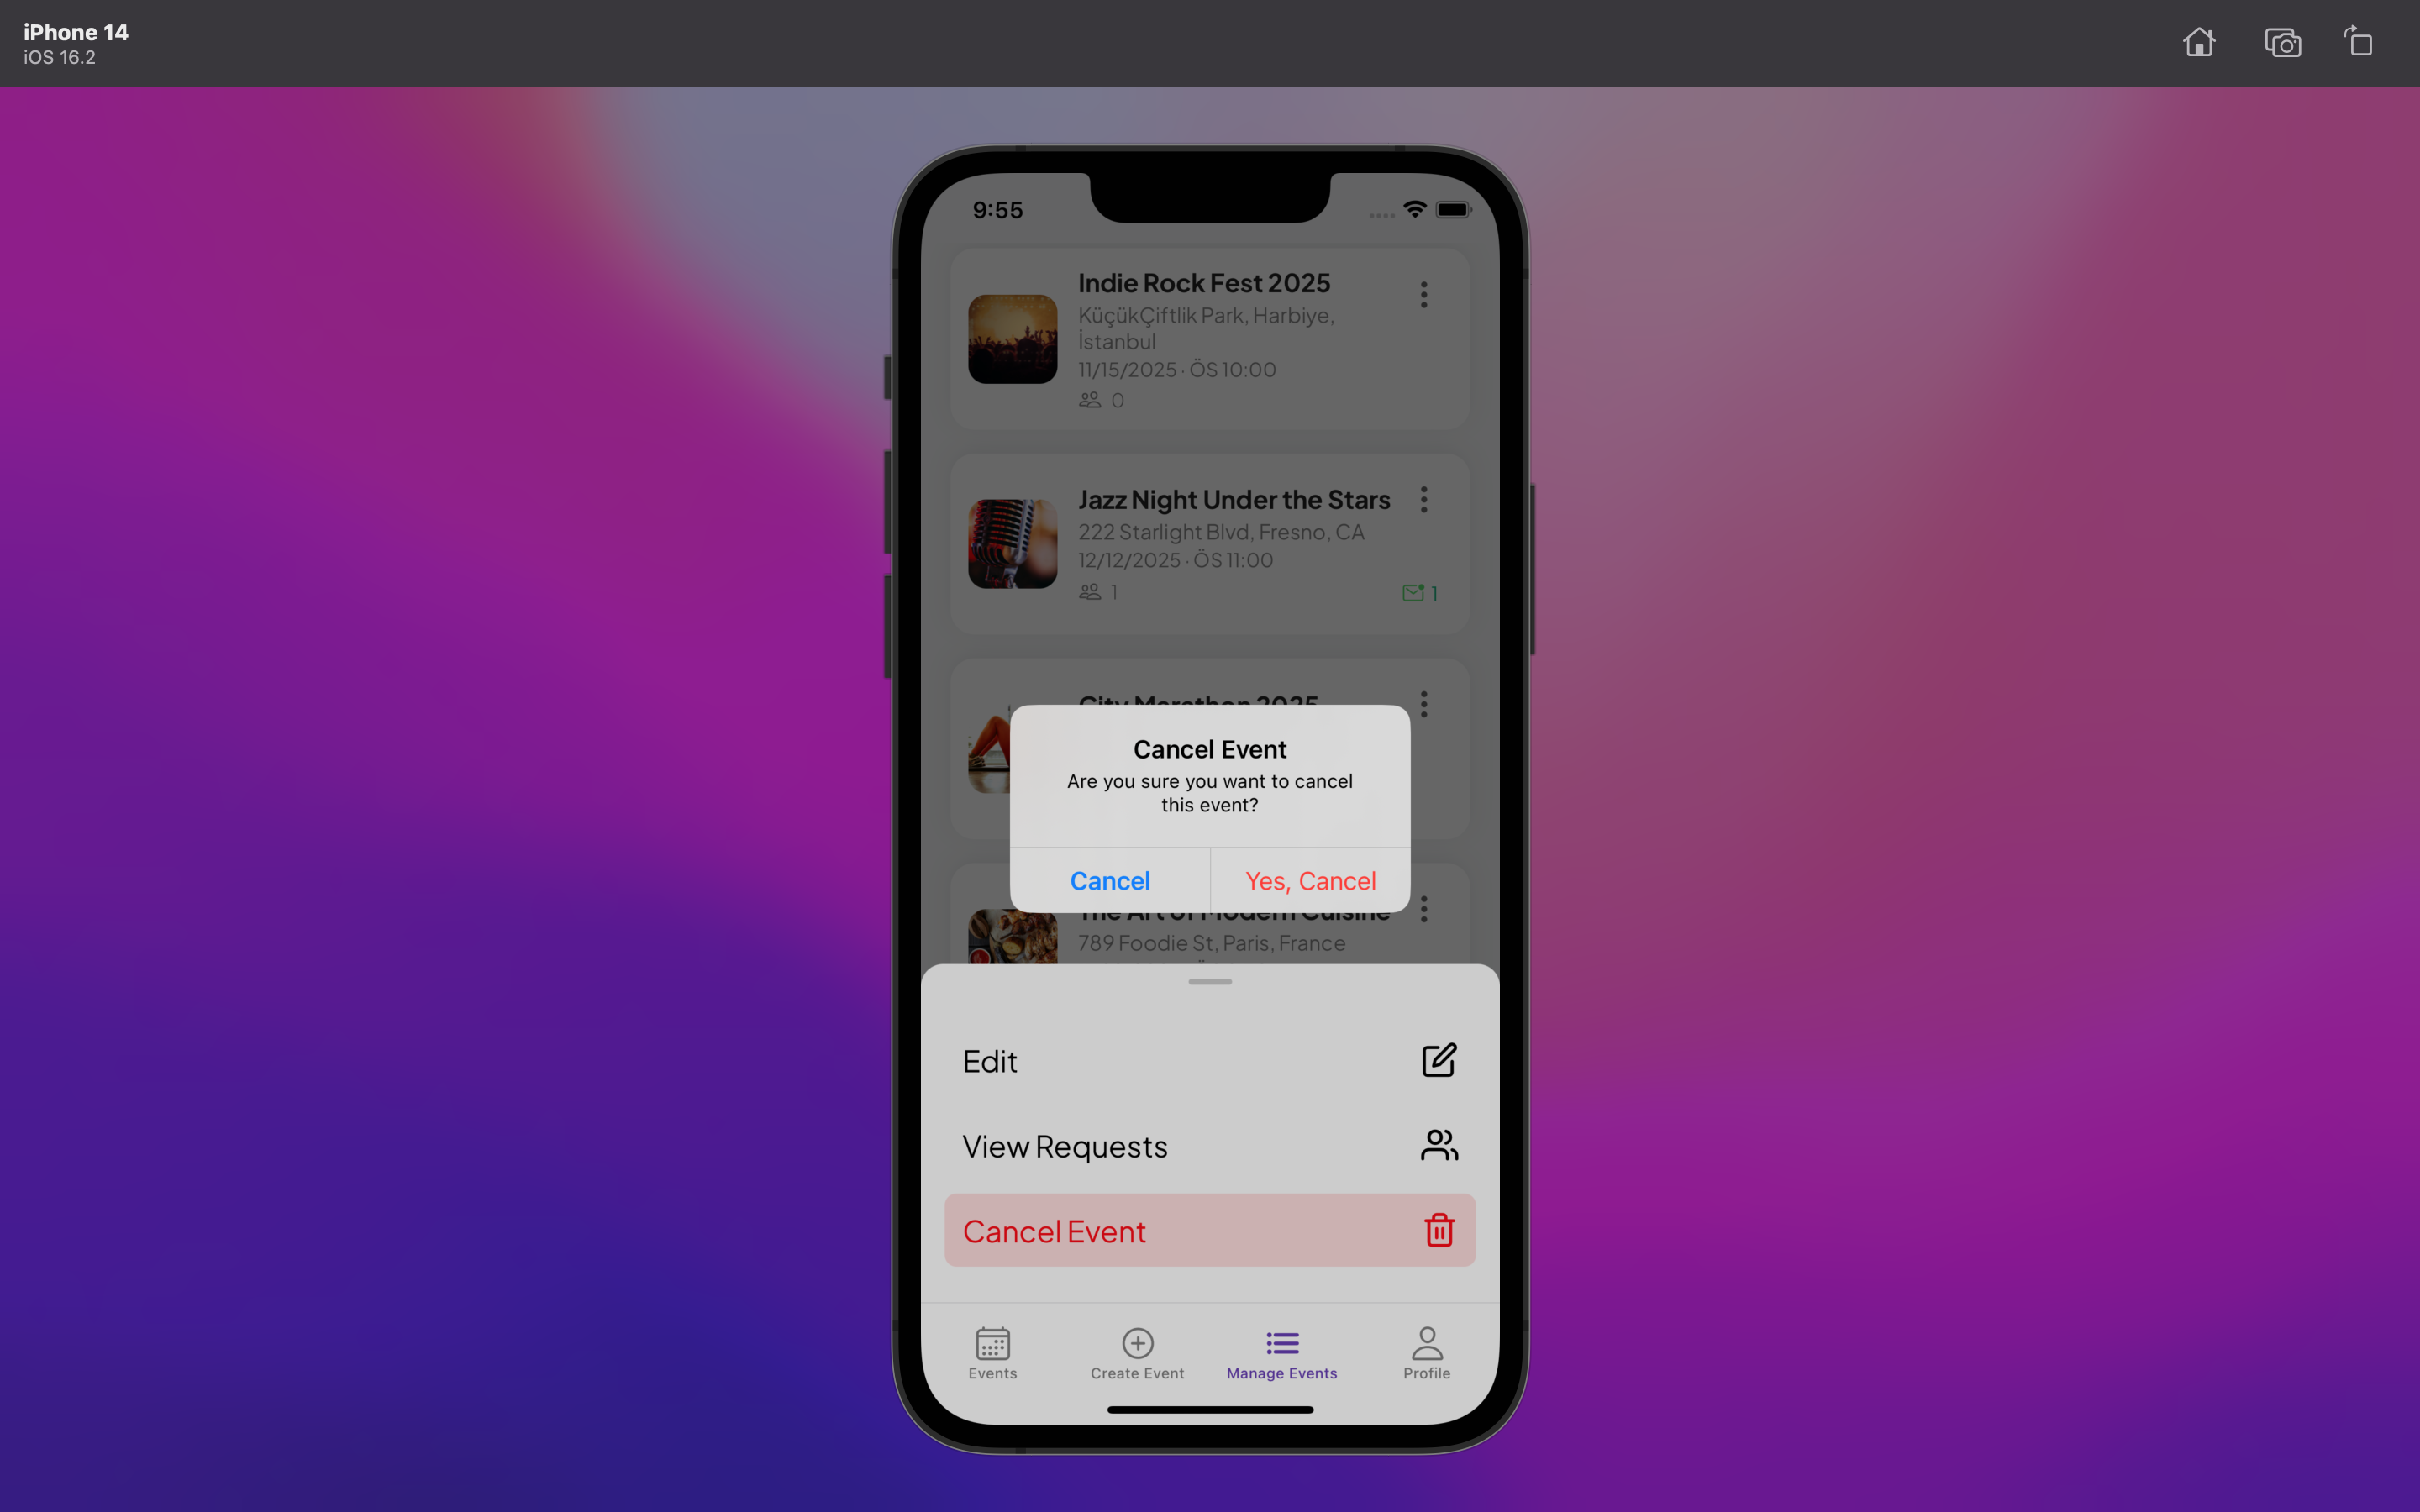 iPhone 14
iOS 16.2
9:55
Indie Rock Fest 2025
KüçükÇiftlik Park, Harbiye,
İstanbul
11/15/2025 · ÖS 10:00
0
Jazz Night Under the Stars
222 Starlight Blvd, Fresno, CA
12/12/2025 · ÖS 11:00
1
1
City Marathon 2025
Cancel Event
Are you sure you want to cancel
this event?
Cancel
Yes, Cancel
The Art of Modern Cuisine
789 Foodie St, Paris, France
Edit
View Requests
Cancel Event
Events
Create Event
Manage Events
Profile